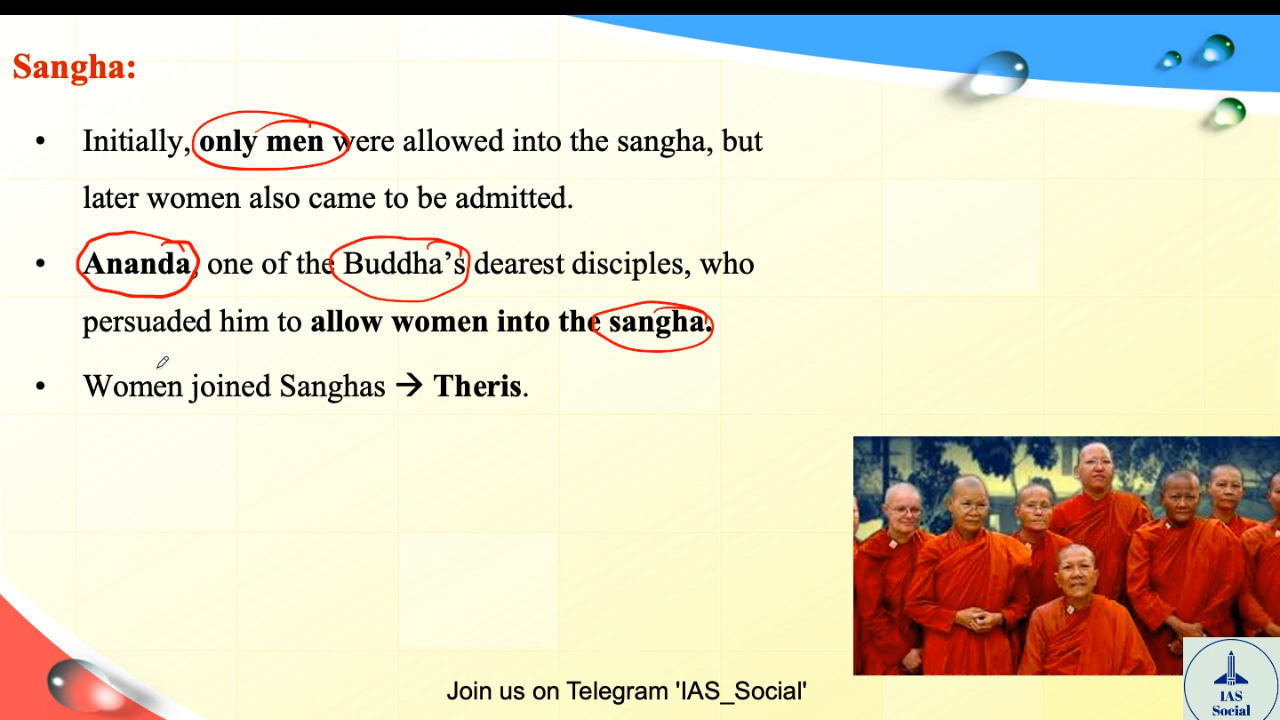 Sangha:
• Initially, only men were allowed into the sangha, but
later women also came to be admitted.
• Ananda, one of the Buddha's dearest disciples, who
persuaded him to allow women into the sangha.
• Women joined Sanghas → Theris.
Join us on Telegram 'IAS_Social'
IAS
Social